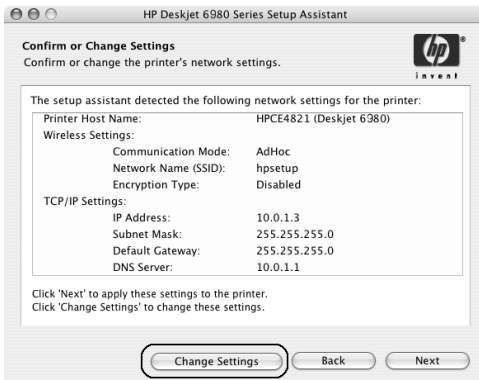 HP Deskjet 6980 Series Setup Assistant
Confirm or Change Settings
Confirm or change the printer's network settings.
hp
®
invent
The setup assistant detected the following network settings for the printer:
Printer Host Name: HPCE4821 (Deskjet 6980)
Wireless Settings:
Communication Mode: AdHoc
Network Name (SSID): hpsetup
Encryption Type: Disabled
TCP/IP Settings:
IP Address: 10.0.1.3
Subnet Mask: 255.255.255.0
Default Gateway: 255.255.255.0
DNS Server: 10.0.1.1
Click 'Next' to apply these settings to the printer.
Click 'Change Settings' to change these settings.
Change Settings Back Next